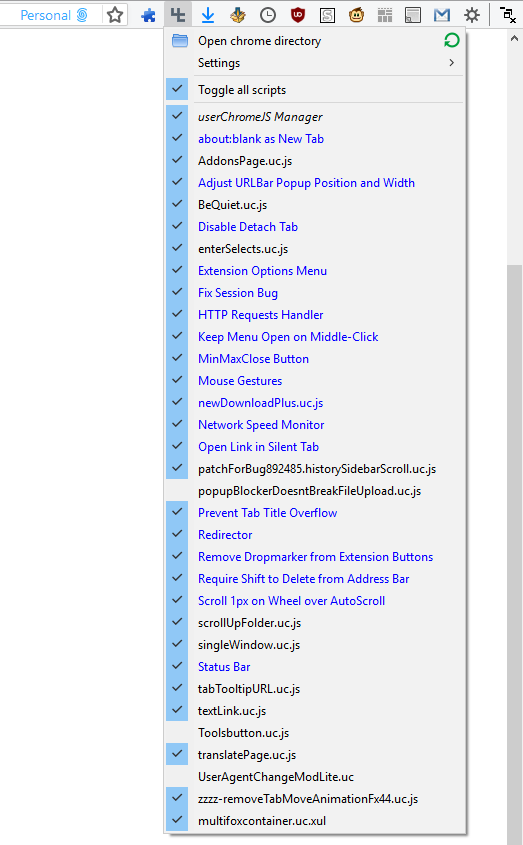 Personal
Open chrome directory
Settings
Toggle all scripts
userChromeJS Manager
about:blank as New Tab
AddonsPage.uc.js
Adjust URLBar Popup Position and Width
BeQuiet.uc.js
Disable Detach Tab
enterSelects.uc.js
Extension Options Menu
Fix Session Bug
HTTP Requests Handler
Keep Menu Open on Middle-Click
MinMaxClose Button
Mouse Gestures
newDownloadPlus.uc.js
Network Speed Monitor
Open Link in Silent Tab
patchForBug892485.historySidebarScroll.uc.js
popupBlockerDoesntBreakFileUpload.uc.js
Prevent Tab Title Overflow
Redirector
Remove Dropmarker from Extension Buttons
Require Shift to Delete from Address Bar
Scroll 1px on Wheel over AutoScroll
scrollUpFolder.uc.js
singleWindow.uc.js
Status Bar
tabTooltipURL.uc.js
textLink.uc.js
Toolsbutton.uc.js
translatePage.uc.js
UserAgentChangeModLite.uc
zzzz-removeTabMoveAnimationFx44.uc.js
multifoxcontainer.uc.xul